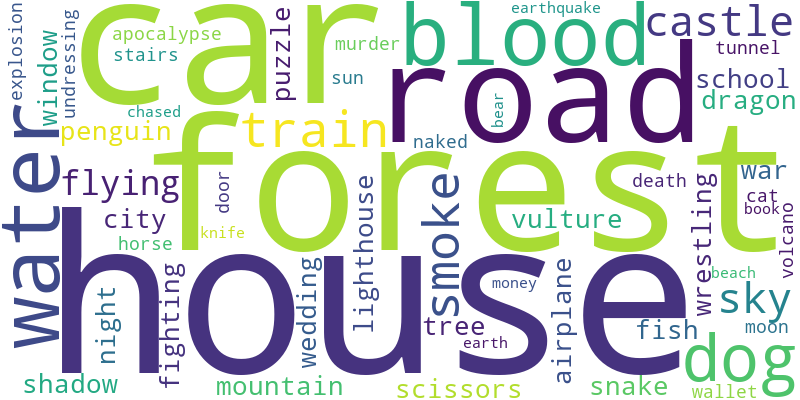 explosion
window
undressing
apocalypse
stairs
car
puzzle
murder
sun
blood
earthquake
castle
tunnel
school
dragon
chased
penguin
train
road
bear
naked
water
forest
flying
city
horse
door
knife
lighthouse
smoke
vulture
death
war
cat
book
wrestling
volcano
house
night
fighting
wedding
tree
money
earth
airplane
fish
beach
sky
moon
dog
shadow
mountain
scissors
snake
wallet